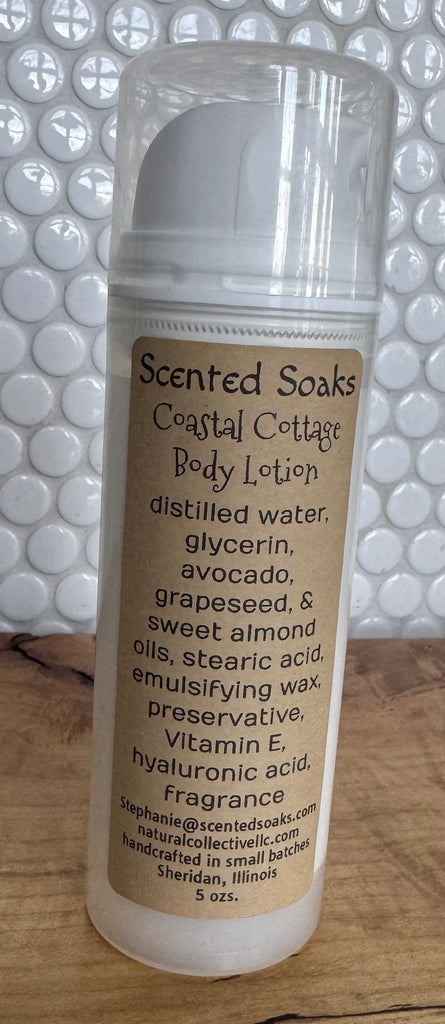 Scented Soaks
Coastal Cottage
Body Lotion
distilled water,
glycerin,
avocado,
grapeseed, &
sweet almond
oils, stearic acid,
emulsifying wax,
preservative,
Vitamin E,
hyaluronic acid,
fragrance
Stephanie@scentedsoaks.com
naturalcollectivellc.com
handcrafted in small batches
Sheridan, Illinois
5 ozs.